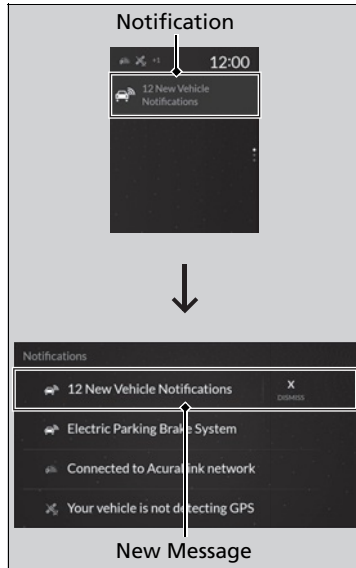 Notification
+1 12:00
12 New Vehicle
Notifications
Notifications
12 New Vehicle Notifications X
DISMISS
Electric Parking Brake System
Connected to AcuraLink network
Your vehicle is not detecting GPS
New Message